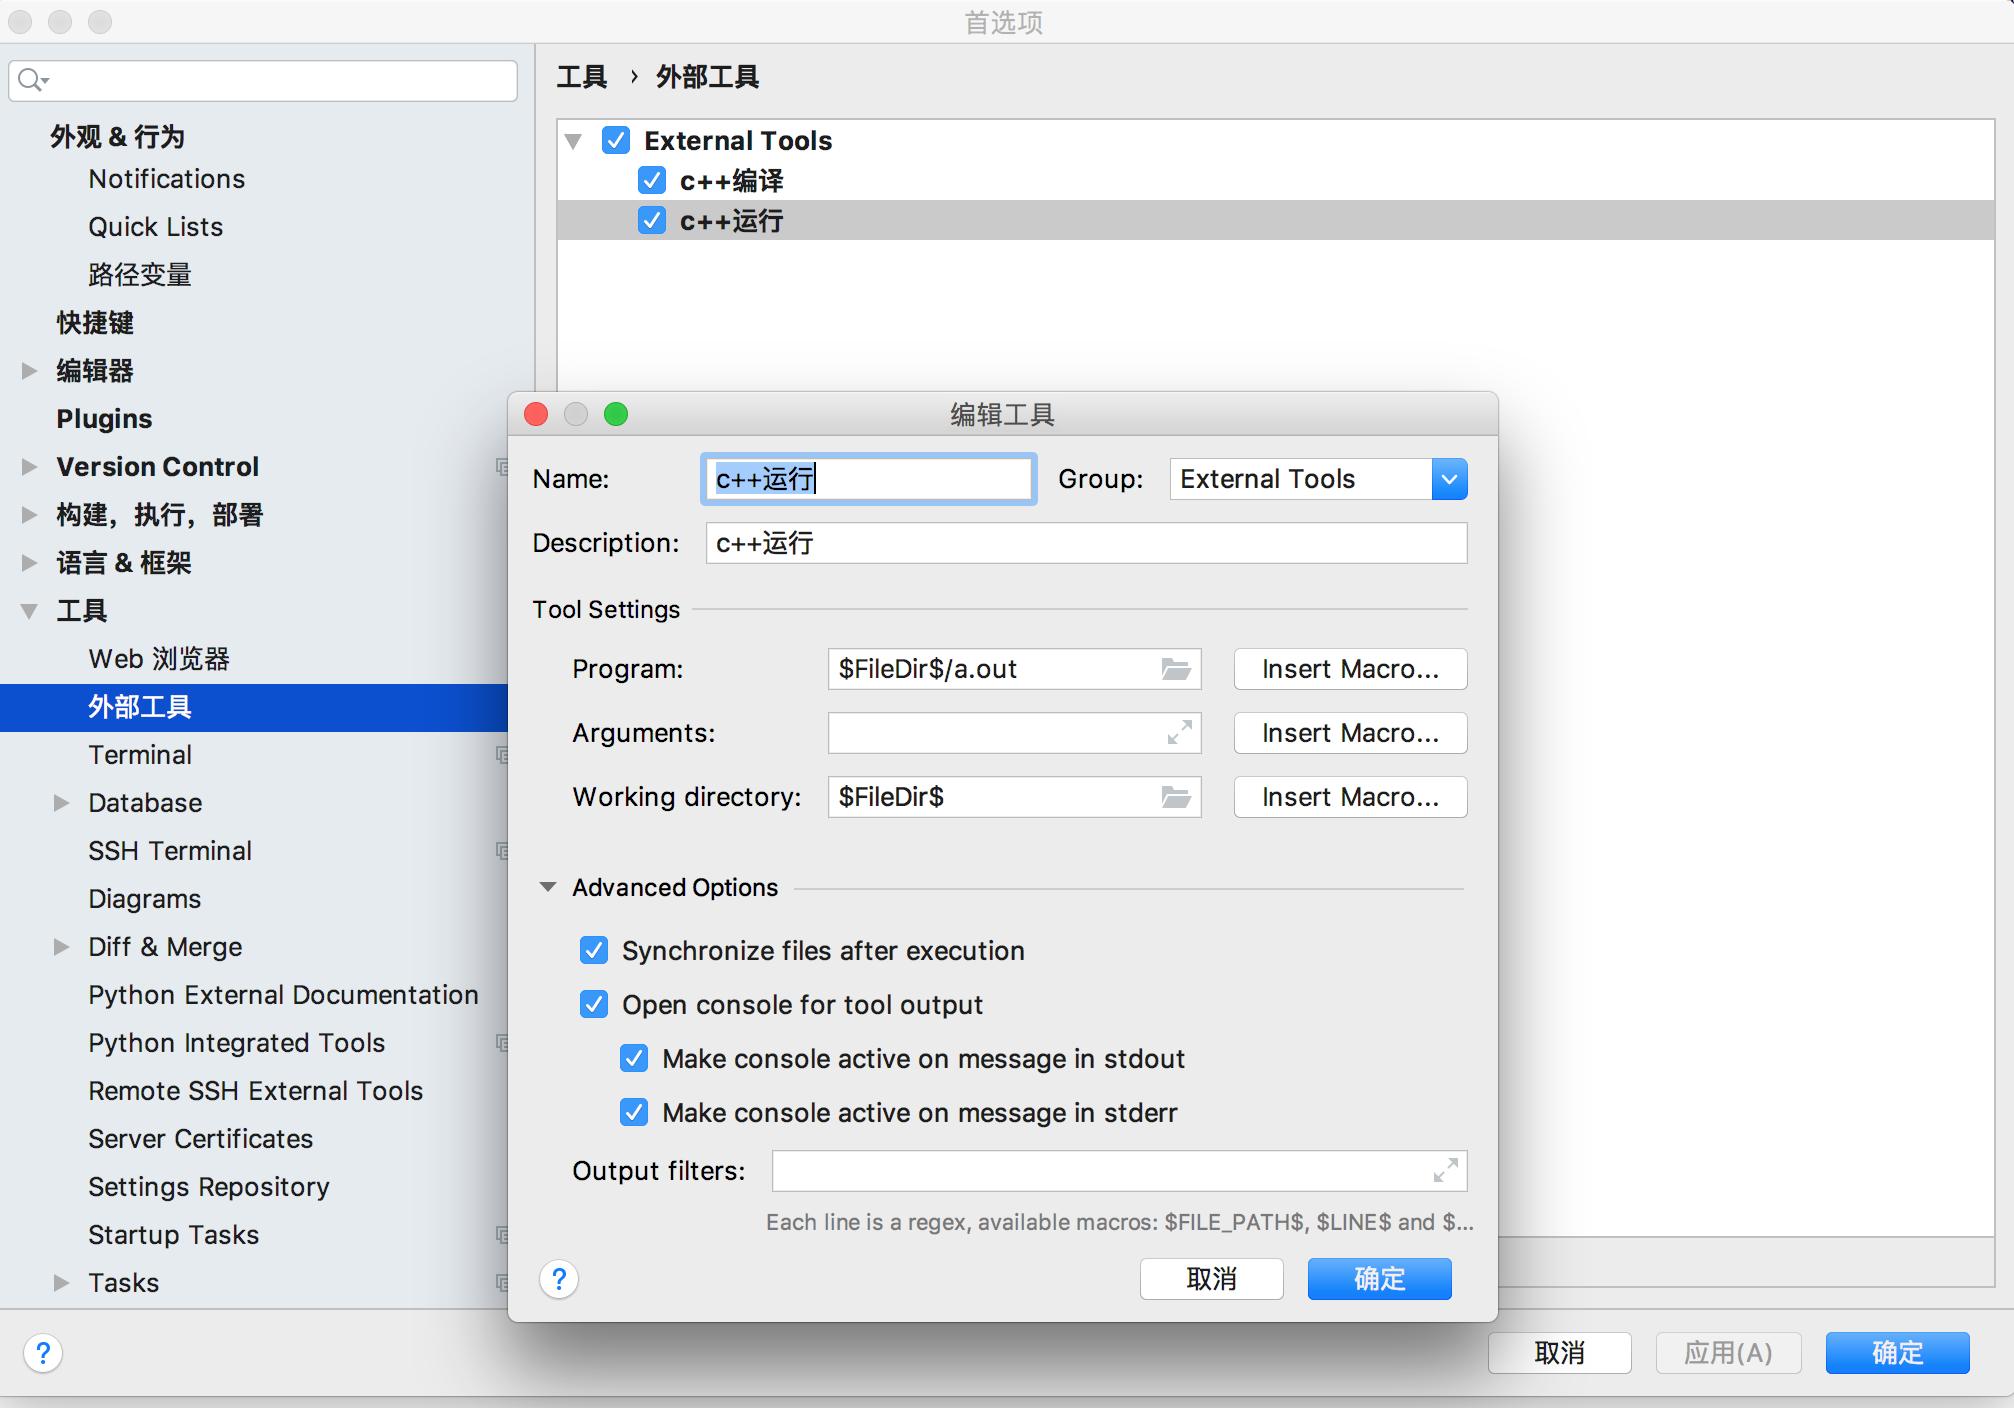 首选项
外观 & 行为
Notifications
Quick Lists
路径变量
快捷键
编辑器
Plugins
Version Control
构建，执行，部署
语言 & 框架
工具
Web 浏览器
外部工具
Terminal
Database
SSH Terminal
Diagrams
Diff & Merge
Python External Documentation
Python Integrated Tools
Remote SSH External Tools
Server Certificates
Settings Repository
Startup Tasks
Tasks
工具 › 外部工具
External Tools
c++编译
c++运行
编辑工具
Name: c++运行 Group: External Tools
Description: c++运行
Tool Settings
Program: $FileDir$/a.out Insert Macro...
Arguments: Insert Macro...
Working directory: $FileDir$ Insert Macro...
Advanced Options
Synchronize files after execution
Open console for tool output
Make console active on message in stdout
Make console active on message in stderr
Output filters:
Each line is a regex, available macros: $FILE_PATH$, $LINE$ and $...
? 取消 确定
? 取消 应用(A) 确定